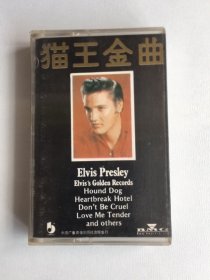 猫王金曲
Elvis Presley
Elvis's Golden Records
Hound Dog
Heartbreak Hotel
Don't Be Cruel
Love Me Tender
and others
BMG